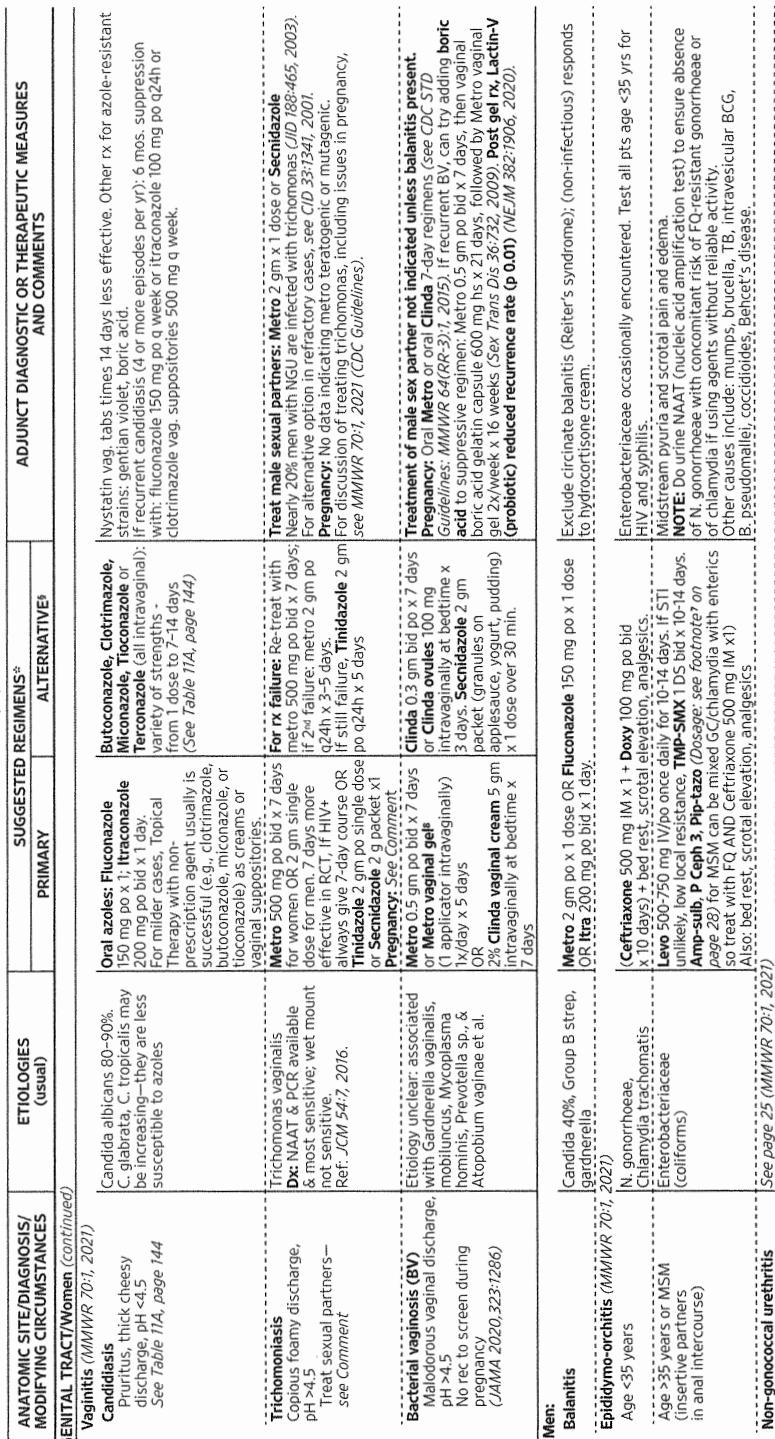 ANATOMIC SITE/DIAGNOSIS/
MODIFYING CIRCUMSTANCES
ETIOLOGIES
(usual)
SUGGESTED REGIMENS*
PRIMARY
ALTERNATIVE§
ADJUNCT DIAGNOSTIC OR THERAPEUTIC MEASURES
AND COMMENTS
ENITAL TRACT/Women (continued)
Vaginitis (MMWR 70:1, 2021)
Candidiasis
Pruritus, thick cheesy
discharge, pH <4.5
See Table 11A, page 144
Candida albicans 80–90%.
C. glabrata, C. tropicalis may
be increasing—they are less
susceptible to azoles
Oral azoles: Fluconazole
150 mg po x 1; Itraconazole
200 mg po bid x 1 day.
For milder cases, Topical
Therapy with non-
prescription agent usually is
successful (e.g., clotrimazole,
butoconazole, miconazole, or
tioconazole) as creams or
vaginal suppositories.
Butoconazole, Clotrimazole,
Miconazole, Tioconazole or
Terconazole (all intravaginal):
variety of strengths -
from 1 dose to 7–14 days
(See Table 11A, page 144)
Nystatin vag. tabs times 14 days less effective. Other rx for azole-resistant
strains: gentian violet, boric acid.
If recurrent candidiasis (4 or more episodes per yr): 6 mos. suppression
with: fluconazole 150 mg po q week or itraconazole 100 mg po q24h or
clotrimazole vag. suppositories 500 mg q week.
Trichomoniasis
Copious foamy discharge,
pH >4.5
Treat sexual partners—
see Comment
Trichomonas vaginalis
Dx: NAAT & PCR available
& most sensitive; wet mount
not sensitive.
Ref: JCM 54:7, 2016.
Metro 500 mg po bid x 7 days
for women OR 2 gm single
dose for men. 7 days more
effective in RCT, If HIV+
always give 7-day course OR
Tinidazole 2 gm po single dose
or Secnidazole 2 g packet x1
Pregnancy: See Comment
For rx failure: Re-treat with
metro 500 mg po bid x 7 days;
if 2nd failure: metro 2 gm po
q24h x 3–5 days.
If still failure, Tinidazole 2 gm
po q24h x 5 days
Treat male sexual partners: Metro 2 gm x 1 dose or Secnidazole
Nearly 20% men with NGU are infected with trichomonas (JID 188:465, 2003).
For alternative option in refractory cases, see CID 33:1341, 2001.
Pregnancy: No data indicating metro teratogenic or mutagenic.
For discussion of treating trichomonas, including issues in pregnancy,
see MMWR 70:1, 2021 (CDC Guidelines).
Bacterial vaginosis (BV)
Malodorous vaginal discharge,
pH >4.5
No rec to screen during
pregnancy
(JAMA 2020,323:1286)
Etiology unclear: associated
with Gardnerella vaginalis,
mobiluncus, Mycoplasma
hominis, Prevotella sp., &
Atopobium vaginae et al.
Metro 0.5 gm po bid x 7 days
or Metro vaginal gel8
(1 applicator intravaginally)
1x/day x 5 days
OR
2% Clinda vaginal cream 5 gm
intravaginally at bedtime x
7 days
Clinda 0.3 gm bid po x 7 days
or Clinda ovules 100 mg
intravaginally at bedtime x
3 days. Secnidazole 2 gm
packet (granules on
applesauce, yogurt, pudding)
x 1 dose over 30 min.
Treatment of male sex partner not indicated unless balanitis present.
Pregnancy: Oral Metro or oral Clinda 7-day regimens (see CDC STD
Guidelines: MMWR 64(RR-3):1, 2015). If recurrent BV, can try adding boric
acid to suppressive regimen: Metro 0.5 gm po bid x 7 days, then vaginal
boric acid gelatin capsule 600 mg hs x 21 days, followed by Metro vaginal
gel 2x/week x 16 weeks (Sex Trans Dis 36:732, 2009). Post gel rx, Lactin-V
(probiotic) reduced recurrence rate (p 0.01) (NEJM 382:1906, 2020).
Men:
Balanitis
Candida 40%, Group B strep,
gardnerella
Metro 2 gm po x 1 dose OR Fluconazole 150 mg po x 1 dose
OR Itra 200 mg po bid x 1 day.
Exclude circinate balanitis (Reiter's syndrome); (non-infectious) responds
to hydrocortisone cream.
Epididymo-orchitis (MMWR 70:1, 2021)
Age <35 years
N. gonorrhoeae,
Chlamydia trachomatis
(Ceftriaxone 500 mg IM x 1 + Doxy 100 mg po bid
x 10 days) + bed rest, scrotal elevation, analgesics.
Enterobacteriaceae occasionally encountered. Test all pts age <35 yrs for
HIV and syphilis.
Age >35 years or MSM
(insertive partners
in anal intercourse)
Enterobacteriaceae
(coliforms)
Levo 500-750 mg IV/po once daily for 10-14 days. If STI
unlikely, low local resistance, TMP-SMX 1 DS bid x 10-14 days.
Amp-sulb, P Ceph 3, Pip-tazo (Dosage: see footnote7 on
page 28) for MSM can be mixed GC/chlamydia with enterics
so treat with FQ AND Ceftriaxone 500 mg IM x1)
Also: bed rest, scrotal elevation, analgesics
Midstream pyuria and scrotal pain and edema.
NOTE: Do urine NAAT (nucleic acid amplification test) to ensure absence
of N. gonorrhoeae with concomitant risk of FQ-resistant gonorrhoeae or
of chlamydia if using agents without reliable activity.
Other causes include: mumps, brucella, TB, intravesicular BCG,
B. pseudomallei, coccidioides, Behcet's disease.
Non-gonococcal urethritis
See page 25 (MMWR 70:1, 2021)